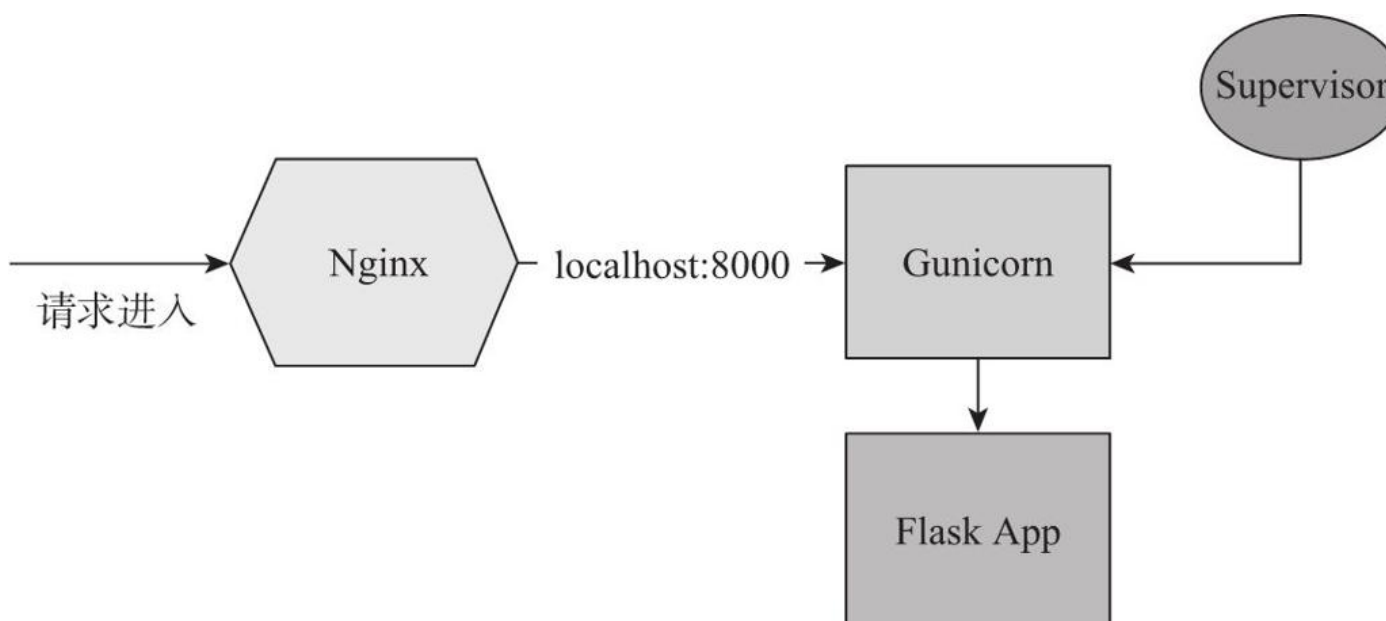 Supervisor
Nginx
localhost:8000
Gunicorn
请求进入
Flask App